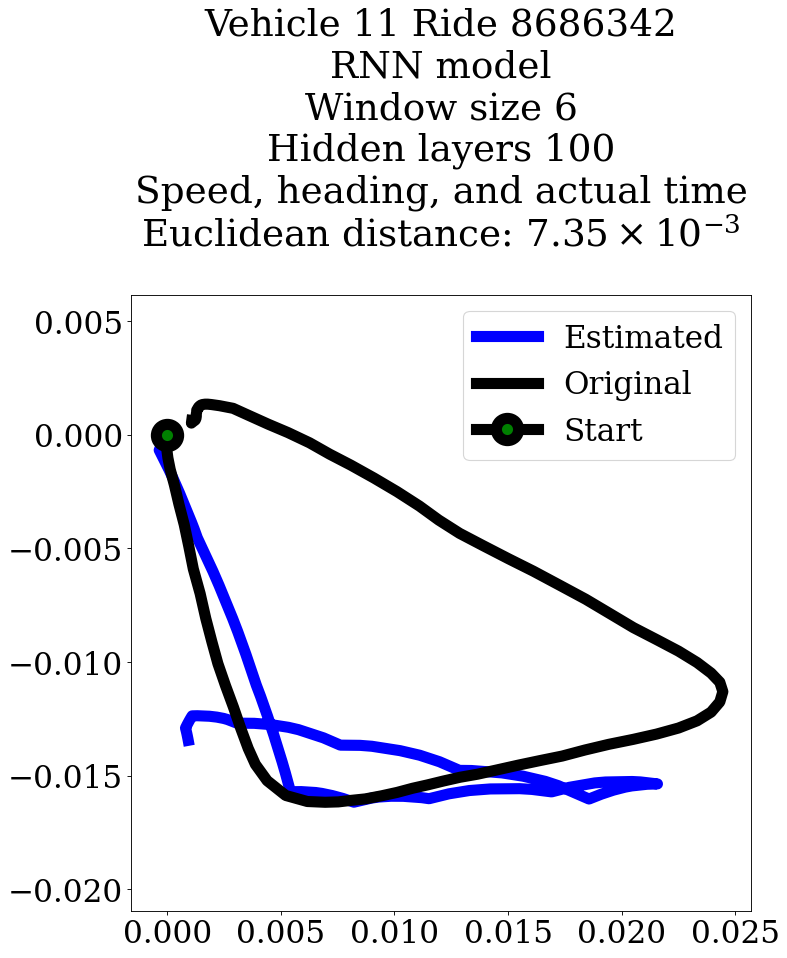 Vehicle 11 Ride 8686342
RNN model
Window size 6
Hidden layers 100
Speed, heading, and actual time
Euclidean distance: 7.35 × 10⁻³
Estimated
Original
Start
0.005
0.000
−0.005
−0.010
−0.015
−0.020
0.000 0.005 0.010 0.015 0.020 0.025